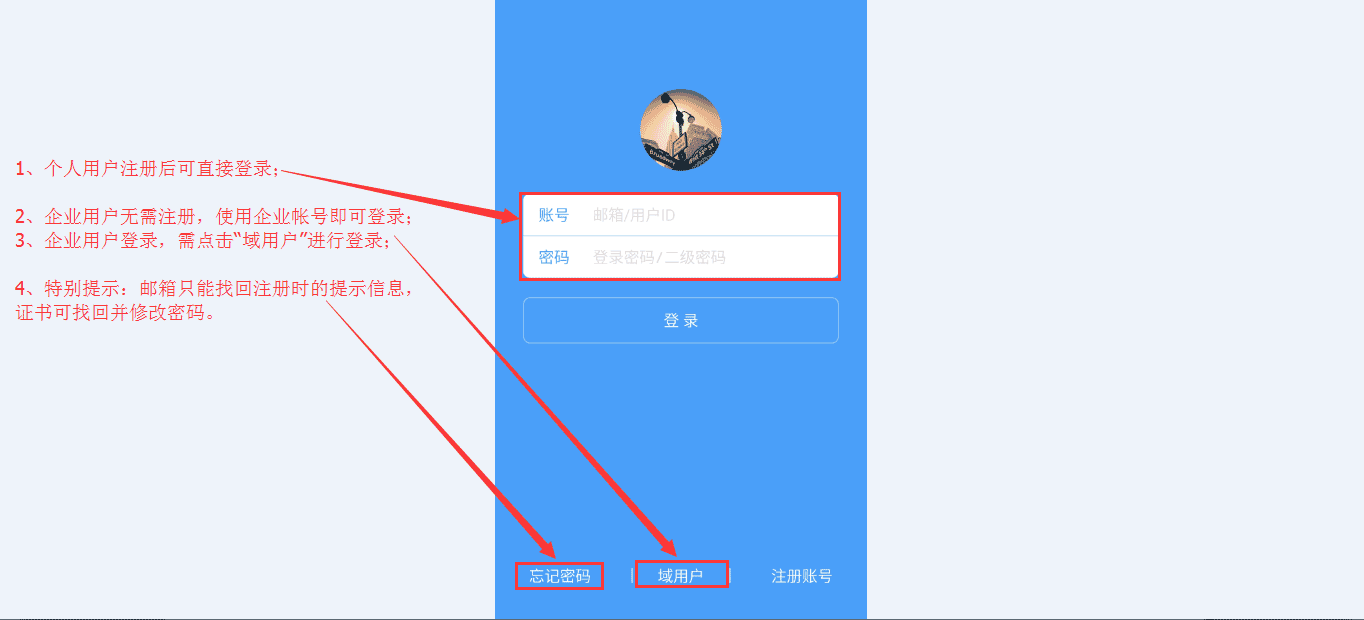 1、个人用户注册后可直接登录；
2、企业用户无需注册，使用企业帐号即可登录；
3、企业用户登录，需点击“域用户”进行登录；
4、特别提示：邮箱只能找回注册时的提示信息，
证书可找回并修改密码。
Broadway
账号 邮箱/用户ID
密码 登录密码/二级密码
登 录
忘记密码 | 域用户 | 注册账号